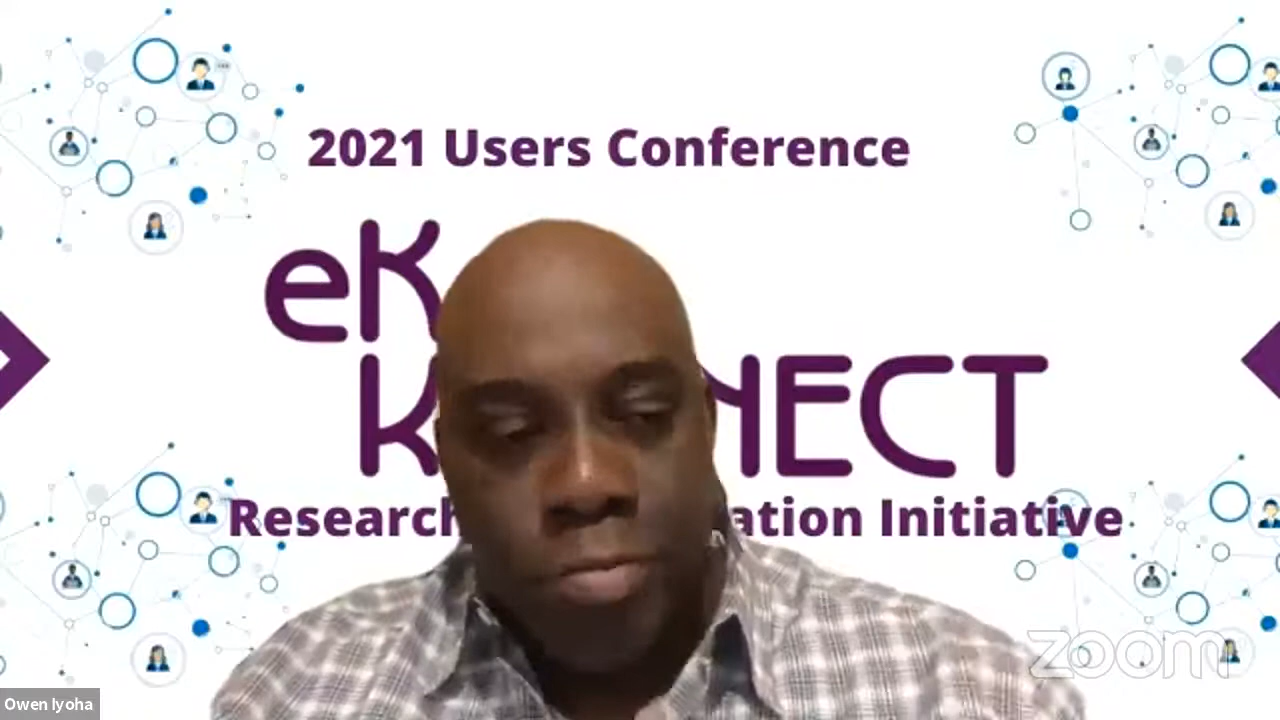 2021 Users Conference
eK
K NECT
Research ation Initiative
zoom
Owen Iyoha